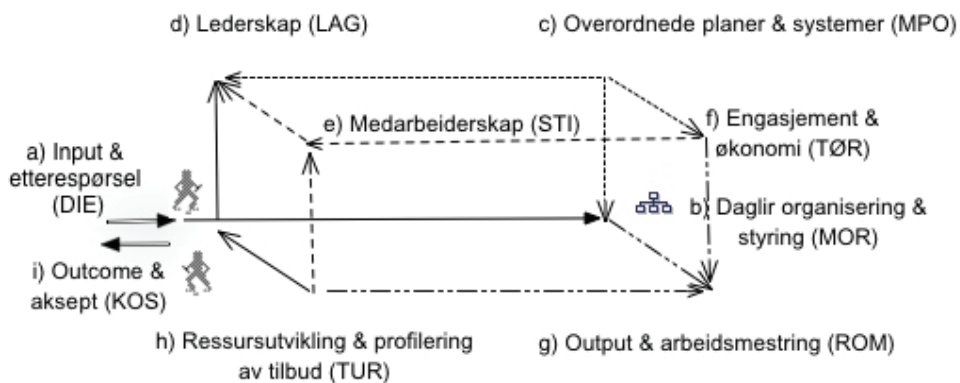 d) Lederskap (LAG)
c) Overordnede planer & systemer (MPO)
e) Medarbeiderskap (STI)
f) Engasjement &
økonomi (TØR)
a) Input &
etterespørsel
(DIE)
b) Daglir organisering &
styring (MOR)
i) Outcome &
aksept (KOS)
h) Ressursutvikling & profilering
av tilbud (TUR)
g) Output & arbeidsmestring (ROM)